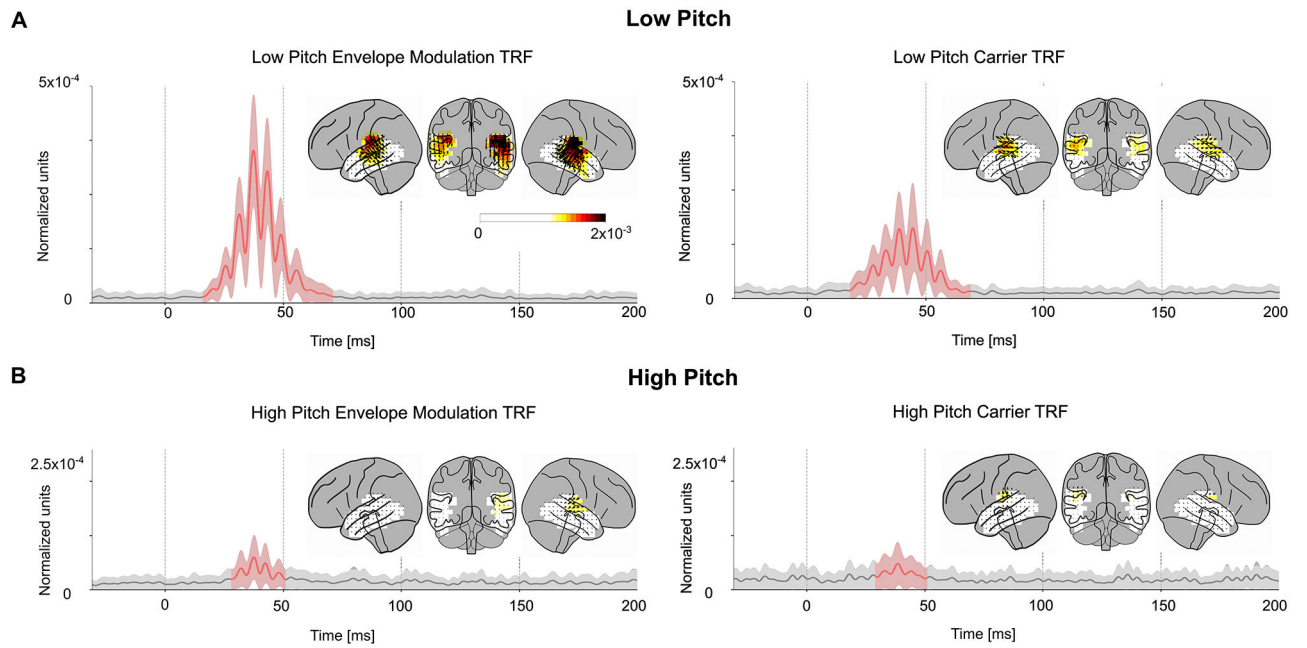 A
Low Pitch
Low Pitch Envelope Modulation TRF
Low Pitch Carrier TRF
5x10-4
5x10-4
Normalized units
Normalized units
0
2x10-3
0
0
0
50
100
150
200
0
50
100
150
200
Time [ms]
Time [ms]
B
High Pitch
High Pitch Envelope Modulation TRF
High Pitch Carrier TRF
2.5x10-4
2.5x10-4
Normalized units
Normalized units
0
0
0
50
100
150
200
0
50
100
150
200
Time [ms]
Time [ms]